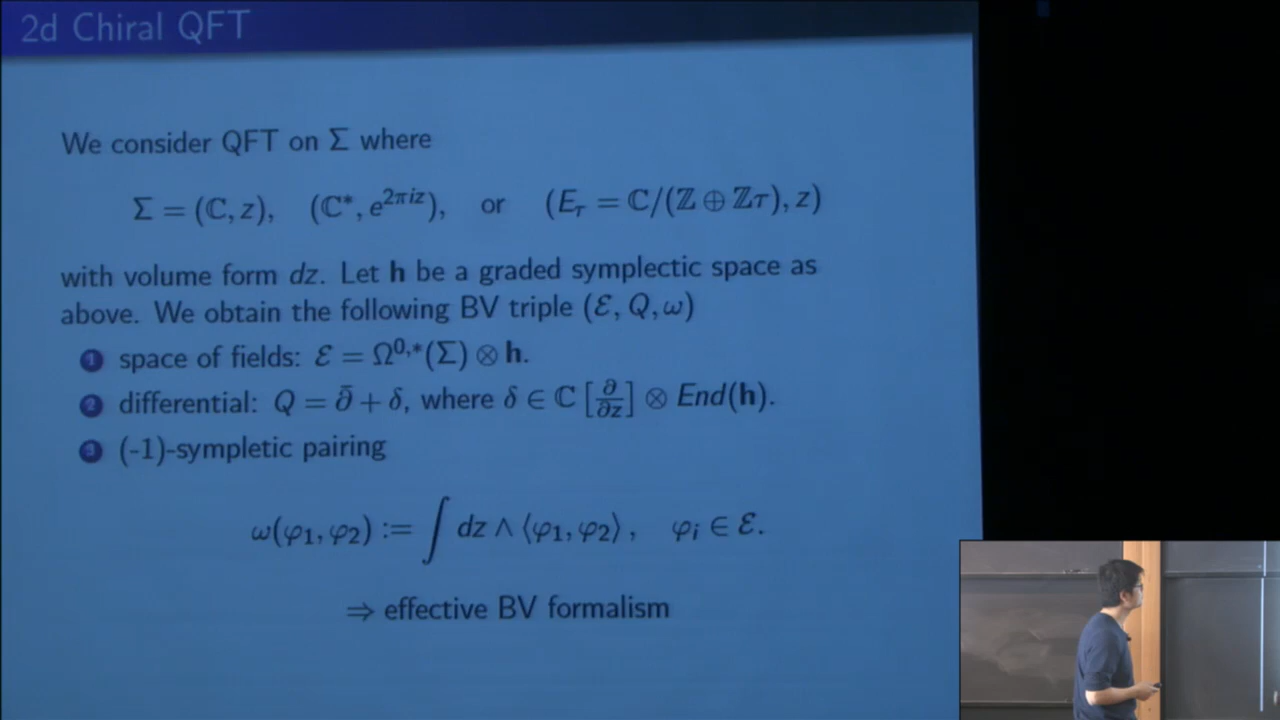 2d Chiral QFT
We consider QFT on Σ where
Σ = (ℂ, z), (ℂ*, e^{2πiz}), or (E_τ = ℂ/(ℤ ⊕ ℤτ), z)
with volume form dz. Let h be a graded symplectic space as
above. We obtain the following BV triple (ℰ, Q, ω)
1 space of fields: ℰ = Ω^{0,*}(Σ) ⊗ h.
2 differential: Q = ∂̄ + δ, where δ ∈ ℂ [∂/∂z] ⊗ End(h).
3 (-1)-sympletic pairing
ω(φ₁, φ₂) := ∫ dz ∧ ⟨φ₁, φ₂⟩, φᵢ ∈ ℰ.
⇒ effective BV formalism